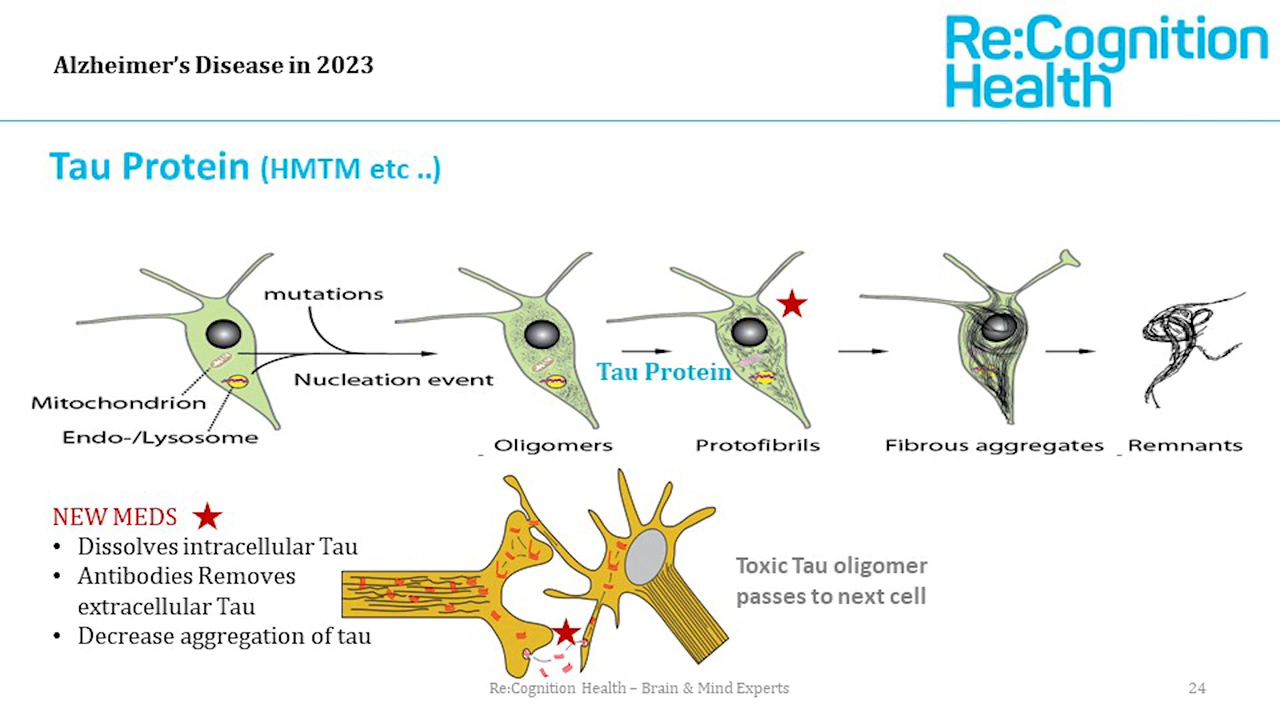 Alzheimer's Disease in 2023
Re:Cognition
Health
Tau Protein (HMTM etc ..)
mutations
Nucleation event
Mitochondrion
Endo-/Lysosome
Tau Protein
Oligomers
Protofibrils
Fibrous aggregates
Remnants
NEW MEDS
• Dissolves intracellular Tau
• Antibodies Removes
extracellular Tau
• Decrease aggregation of tau
Toxic Tau oligomer
passes to next cell
Re:Cognition Health – Brain & Mind Experts
24